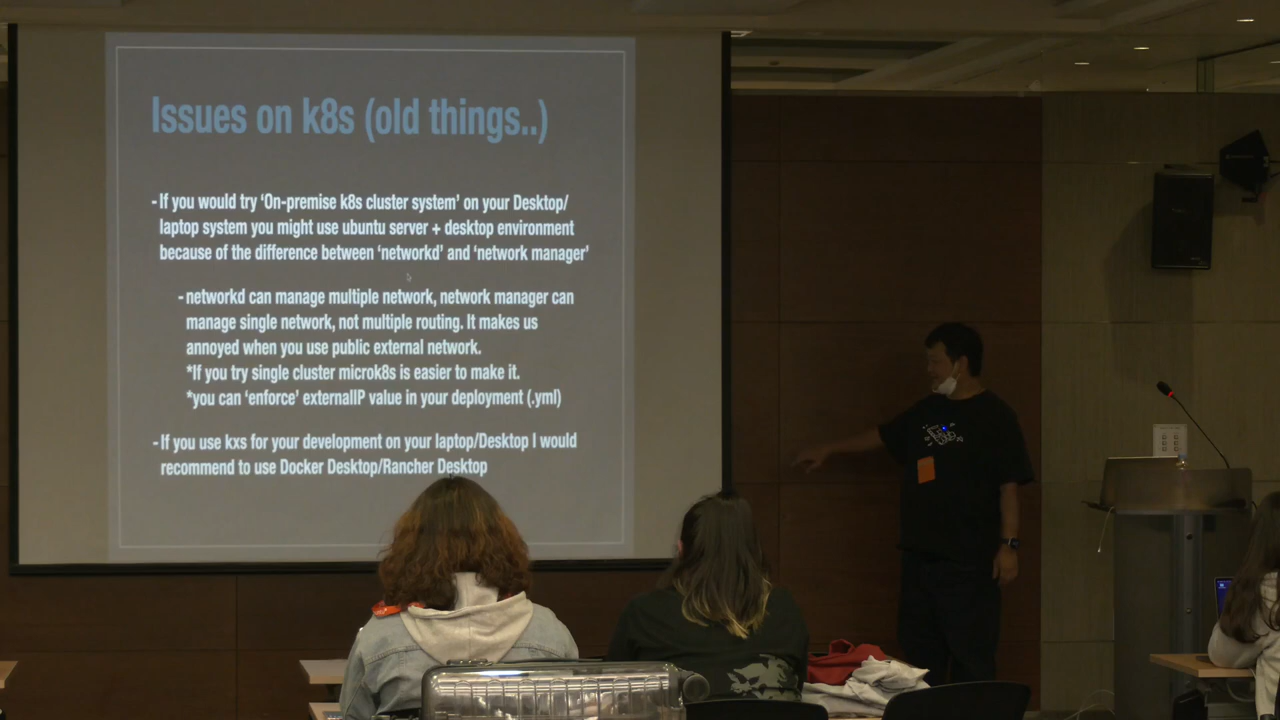 Issues on k8s (old things..)
- If you would try ‘On-premise k8s cluster system’ on your Desktop/
laptop system you might use ubuntu server + desktop environment
because of the difference between ‘networkd’ and ‘network manager’
- networkd can manage multiple network, network manager can
manage single network, not multiple routing. It makes us
annoyed when you use public external network.
*If you try single cluster microk8s is easier to make it.
*you can ‘enforce’ externalIP value in your deployment (.yml)
- If you use kxs for your development on your laptop/Desktop I would
recommend to use Docker Desktop/Rancher Desktop